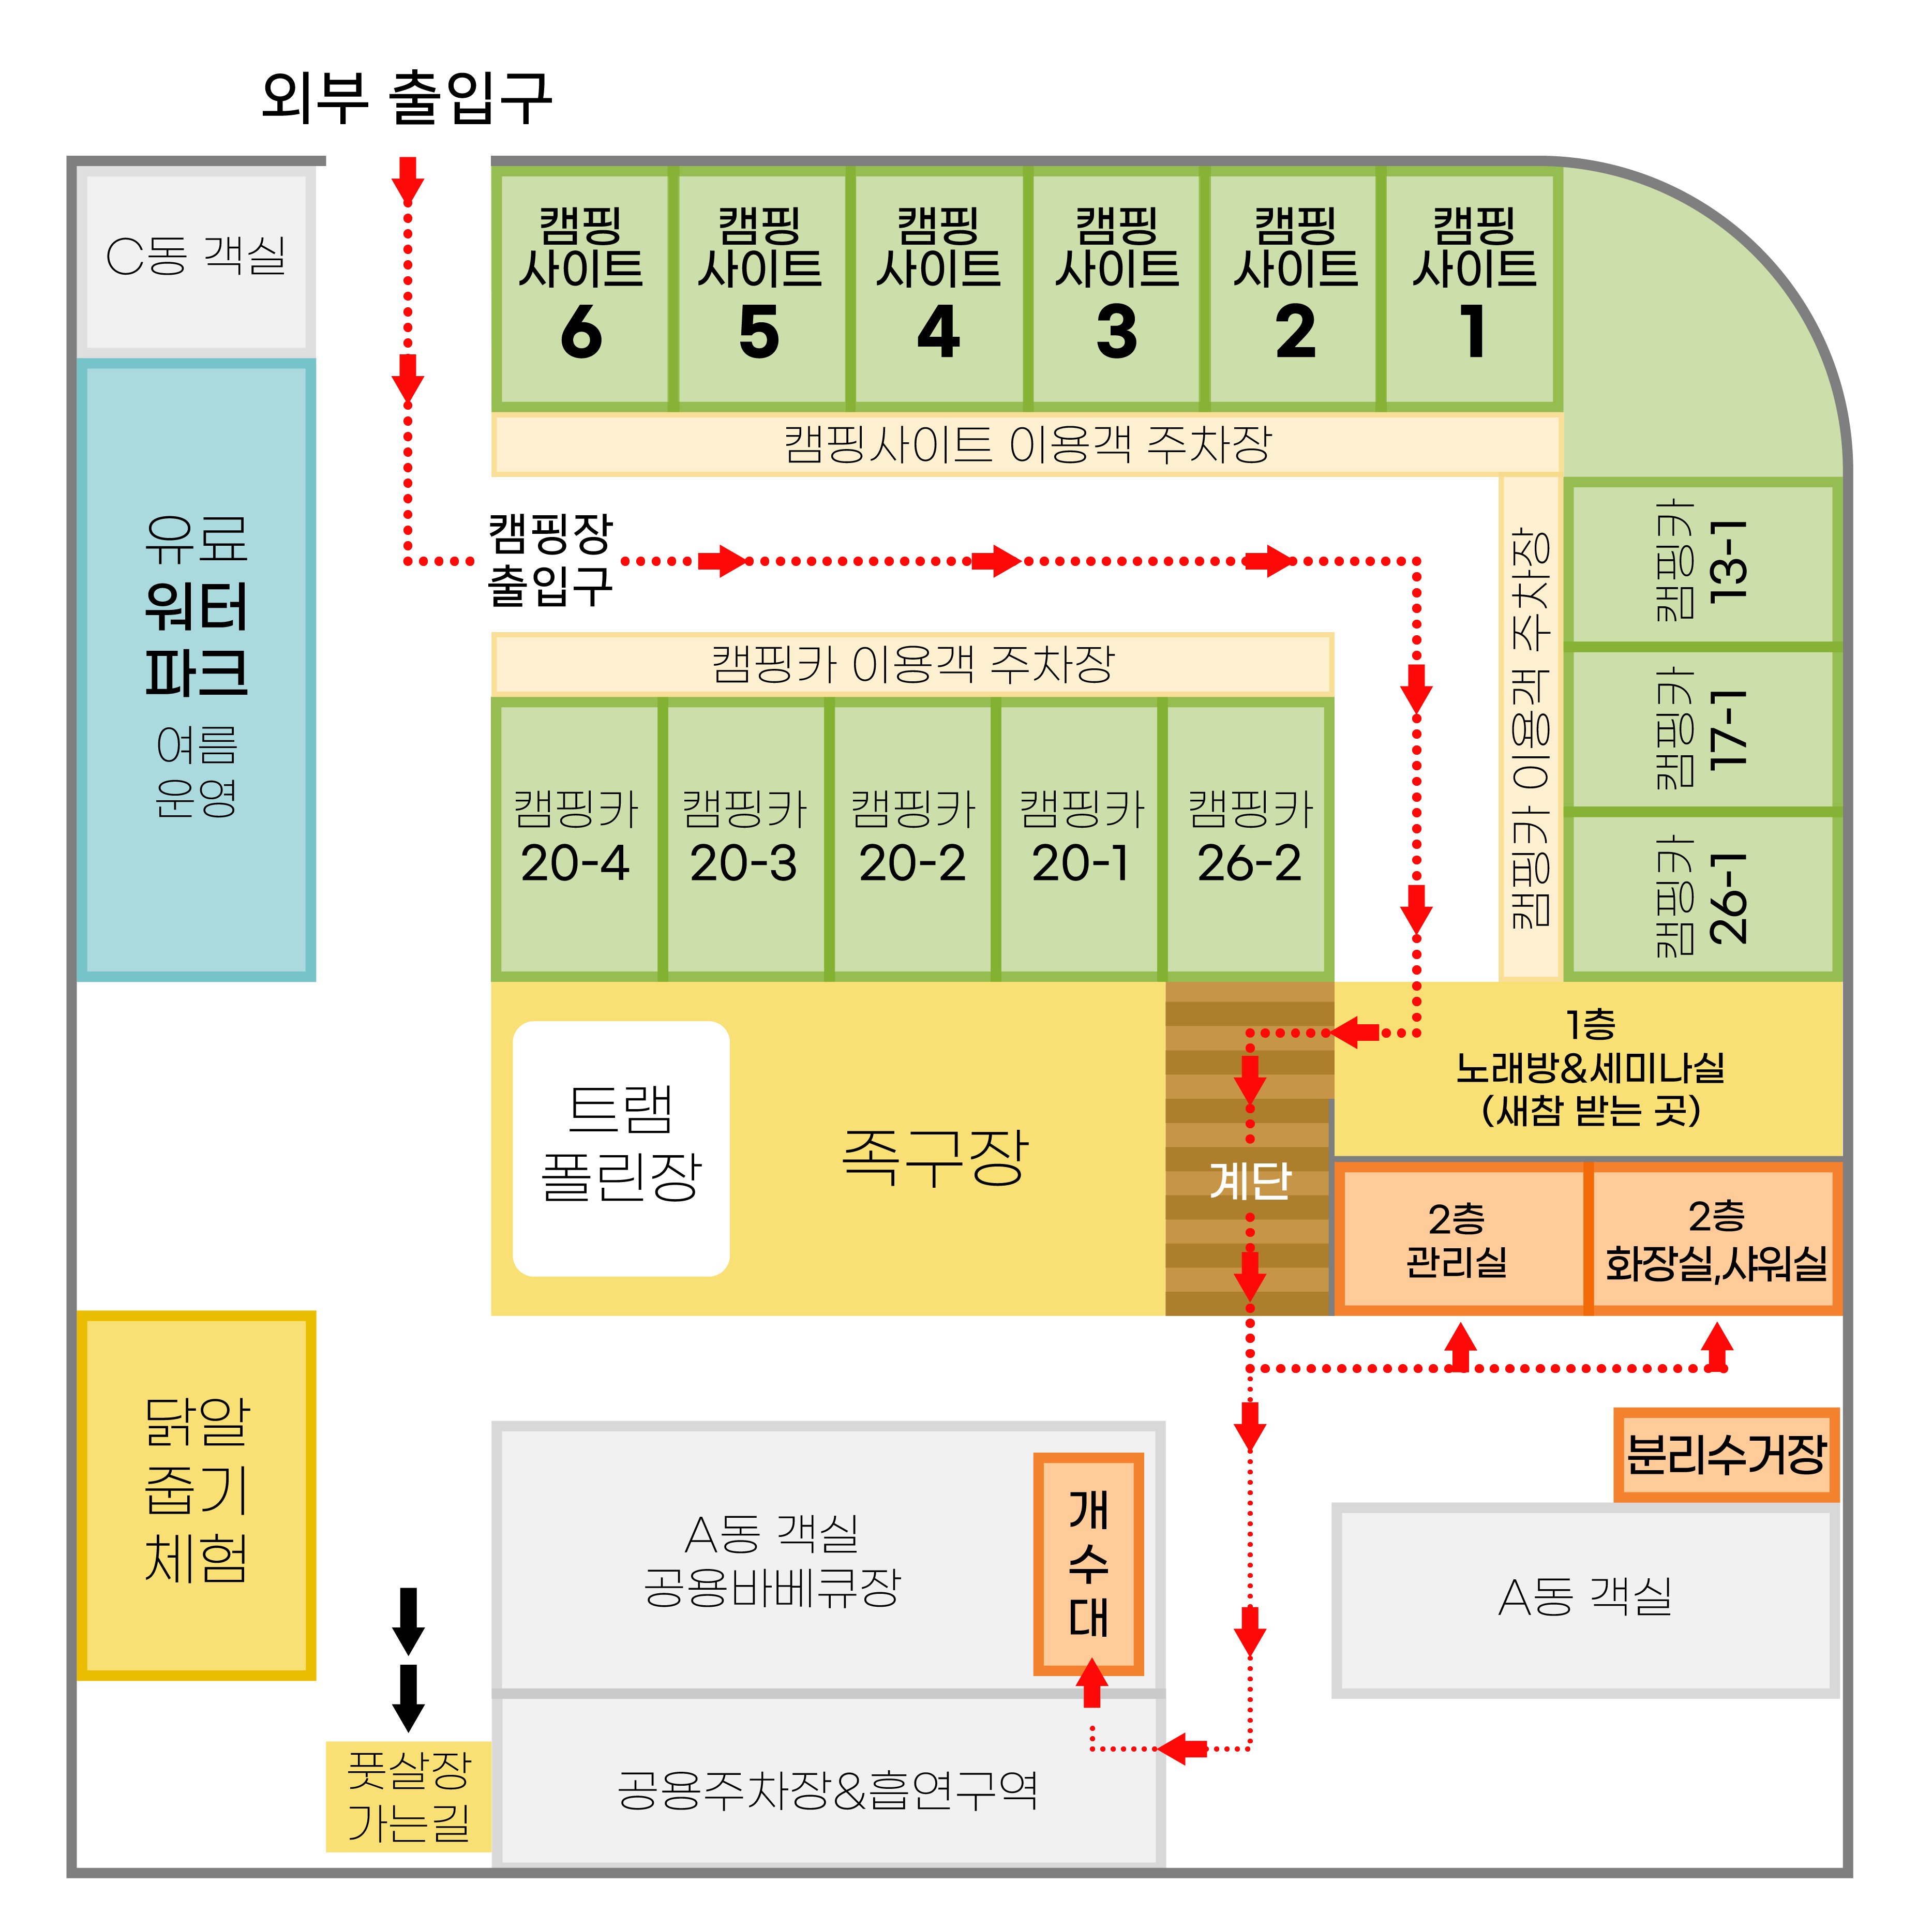 외부 출입구
C동 객실
캠핑
사이트
6
캠핑
사이트
5
캠핑
사이트
4
캠핑
사이트
3
캠핑
사이트
2
캠핑
사이트
1
캠핑사이트 이용객 주차장
유료
워터
파크
여름
운영
캠핑장
출입구
캠핑카 이용객 주차장
캠핑카
20-4
캠핑카
20-3
캠핑카
20-2
캠핑카
20-1
캠핑카
26-2
캠핑카 이용객 주차장
캠핑카
13-1
캠핑카
17-1
캠핑카
26-1
트램
폴린장
족구장
계단
1층
노래방&세미나실
(새참 받는 곳)
2층
관리실
2층
화장실,샤워실
닭알
줍기
체험
풋살장
가는길
A동 객실
공용바베큐장
개
수
대
공용주차장&흡연구역
분리수거장
A동 객실